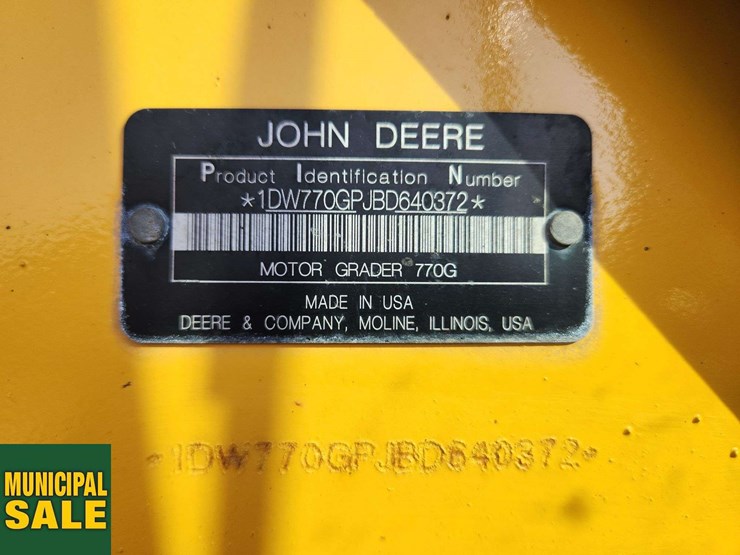 JOHN DEERE
Product Identification Number
*1DW770GPJBD640372*
MOTOR GRADER 770G
MADE IN USA
DEERE & COMPANY, MOLINE, ILLINOIS, USA
*1DW770GPJBD640372*
MUNICIPAL
SALE